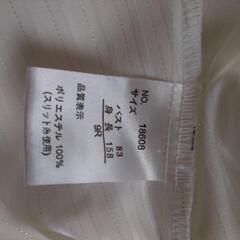 NO. 18608
サイズ
バスト 83
身長 158
9R
品質表示
ポリエステル 100%
(スリット糸使用)